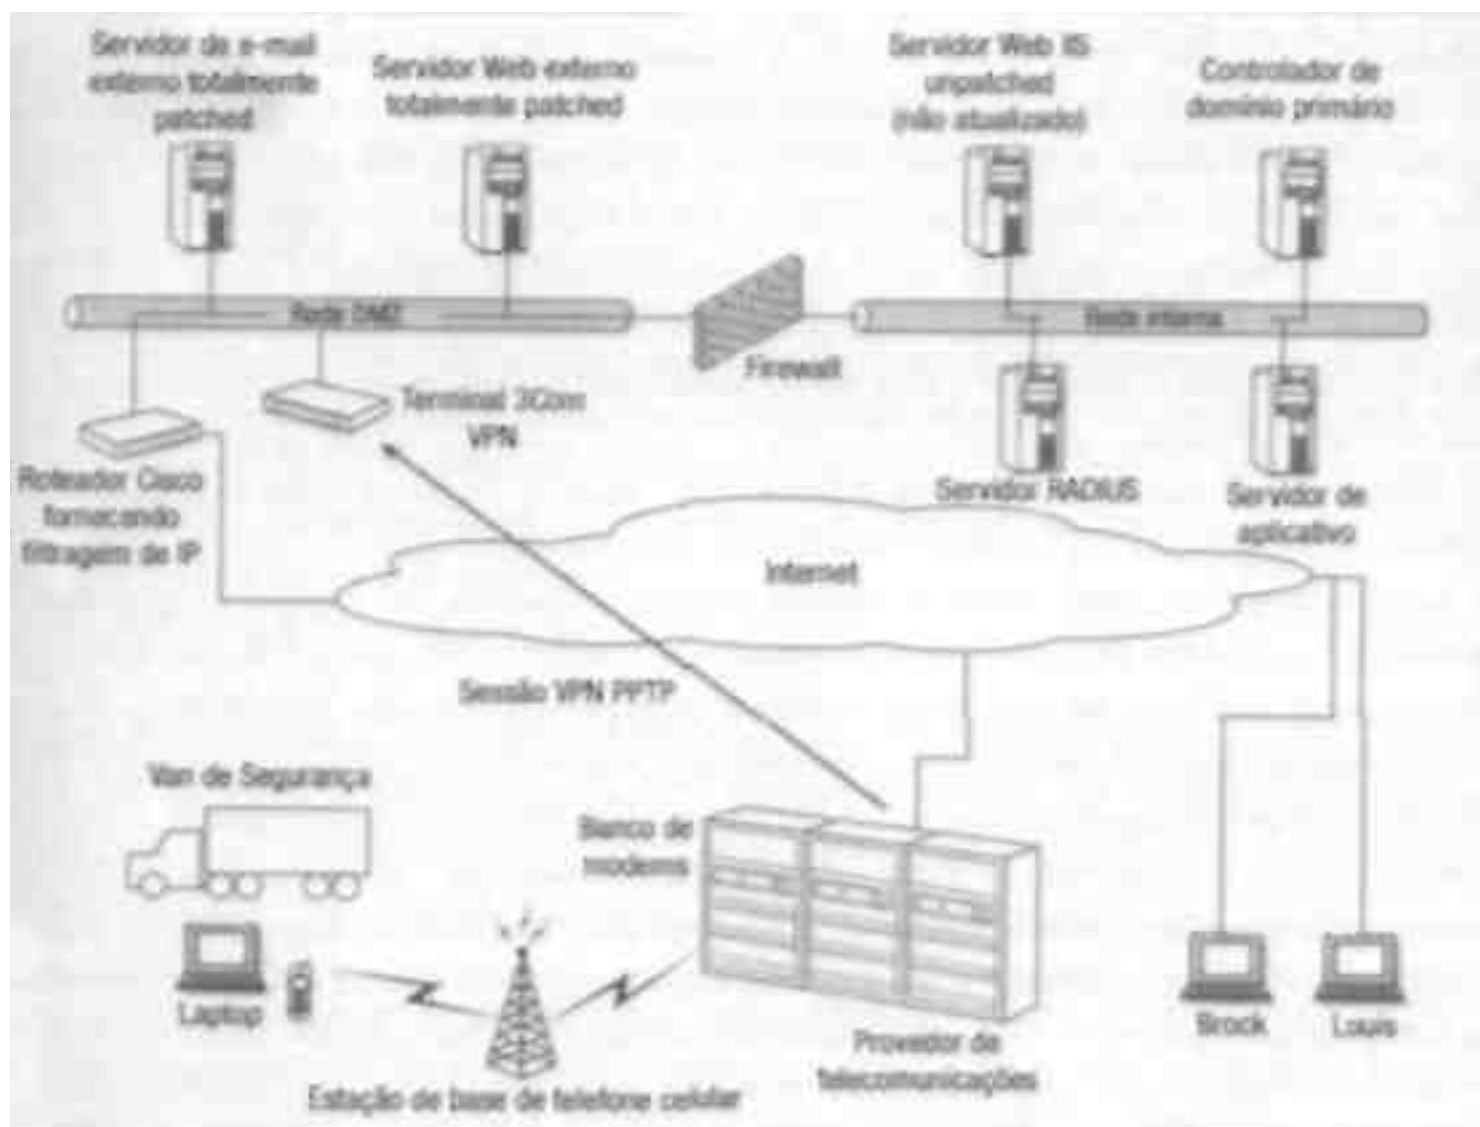 Servidor de e-mail
externo totalmente
patched
Servidor Web externo
totalmente patched
Servidor Web IIS
unpatched
(não atualizado)
Controlador de
domínio primário
Rede DMZ
Rede interna
Firewall
Terminal 3Com
VPN
Roteador Cisco
fornecendo
filtragem de IP
Servidor RADIUS
Servidor de
aplicativo
Internet
Sessão VPN PPTP
Van de Segurança
Banco de
modems
Laptop
Brock
Louis
Provedor de
telecomunicações
Estação de base de telefone celular